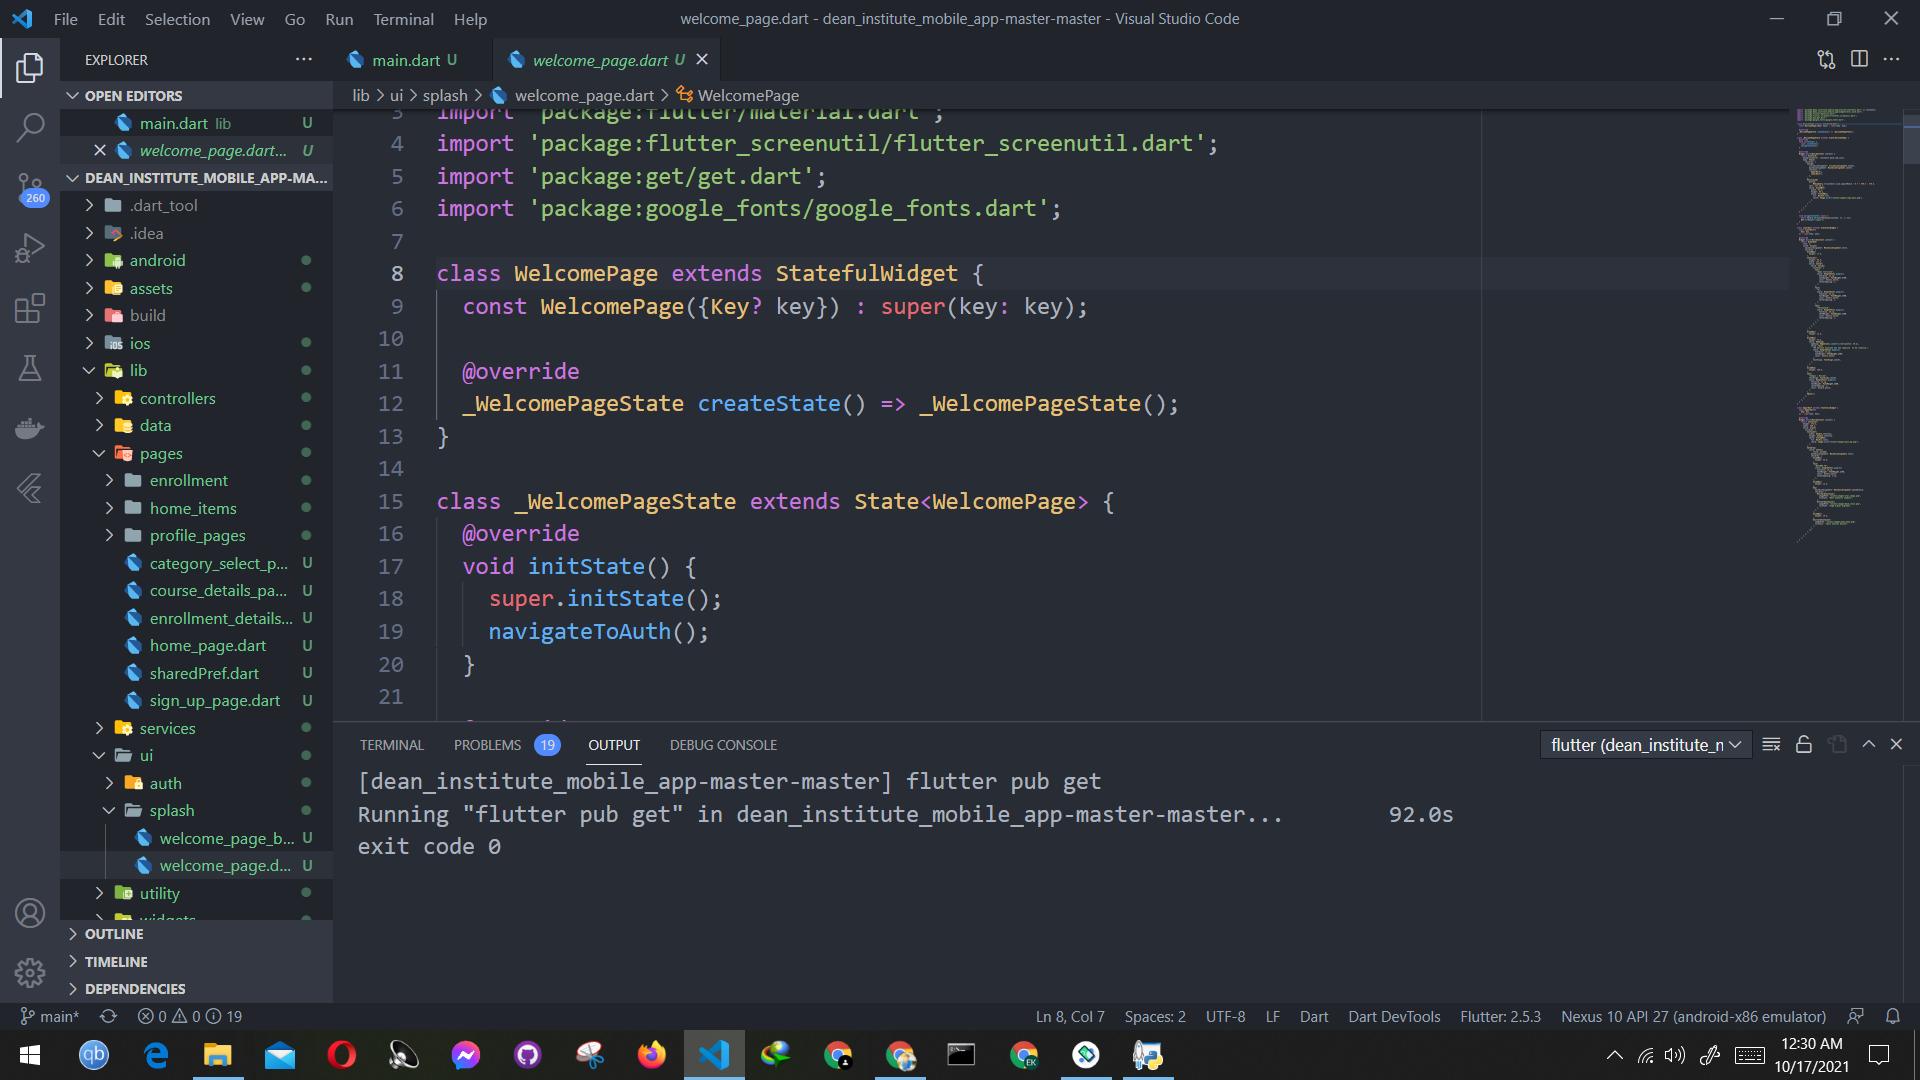 File Edit Selection View Go Run Terminal Help
welcome_page.dart - dean_institute_mobile_app-master-master - Visual Studio Code
EXPLORER
main.dart U
welcome_page.dart U
OPEN EDITORS
main.dart lib U
welcome_page.dart... U
260
DEAN_INSTITUTE_MOBILE_APP-MA...
.dart_tool
.idea
android
assets
build
ios
lib
controllers
data
pages
enrollment
home_items
profile_pages
category_select_p... U
course_details_pa... U
enrollment_details... U
home_page.dart U
sharedPref.dart U
sign_up_page.dart U
services
ui
auth
splash
welcome_page_b... U
welcome_page.d... U
utility
widgets
OUTLINE
TIMELINE
DEPENDENCIES
lib > ui > splash > welcome_page.dart > WelcomePage
3 import 'package:flutter/material.dart';
4 import 'package:flutter_screenutil/flutter_screenutil.dart';
5 import 'package:get/get.dart';
6 import 'package:google_fonts/google_fonts.dart';
7
8 class WelcomePage extends StatefulWidget {
9 const WelcomePage({Key? key}) : super(key: key);
10
11 @override
12 _WelcomePageState createState() => _WelcomePageState();
13 }
14
15 class _WelcomePageState extends State<WelcomePage> {
16 @override
17 void initState() {
18 super.initState();
19 navigateToAuth();
20 }
21
TERMINAL PROBLEMS 19 OUTPUT DEBUG CONSOLE
flutter (dean_institute_n
[dean_institute_mobile_app-master-master] flutter pub get
Running "flutter pub get" in dean_institute_mobile_app-master-master... 92.0s
exit code 0
main* 0 0 19
Ln 8, Col 7 Spaces: 2 UTF-8 LF Dart Dart DevTools Flutter: 2.5.3 Nexus 10 API 27 (android-x86 emulator)
qb
EK
12:30 AM
10/17/2021